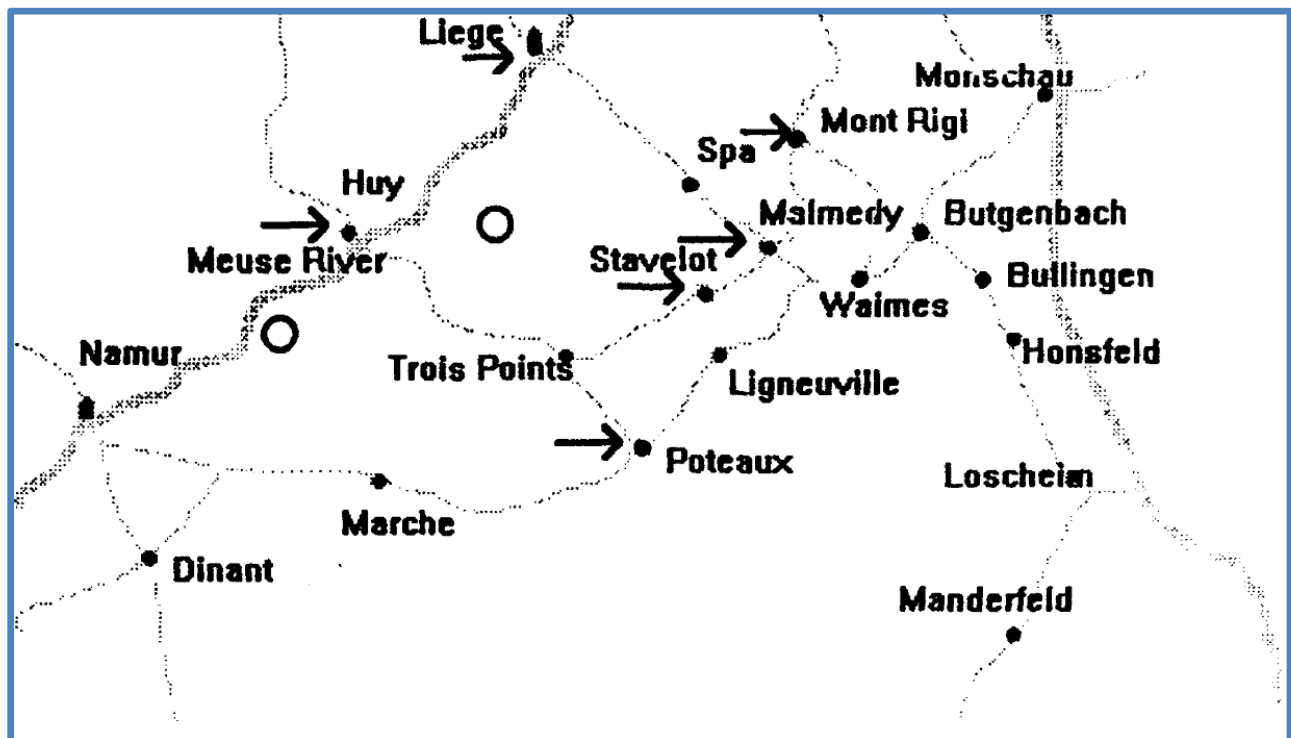 Liege
Monschau
Mont Rigi
Spa
Huy
Malmedy
Butgenbach
Meuse River
Stavelot
Bullingen
Waimes
Namur
Honsfeld
Trois Points
Ligneuville
Poteaux
Loscheim
Marche
Dinant
Manderfeld